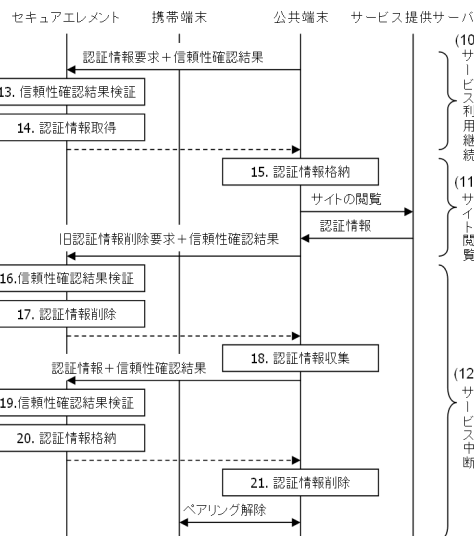 セキュアエレメント 携帯端末 公共端末 サービス提供サーバ
認証情報要求＋信頼性確認結果
(10
サービス利用継続
13. 信頼性確認結果検証
14. 認証情報取得
15. 認証情報格納
(11
サイト閲覧
サイトの閲覧
認証情報
旧認証情報削除要求＋信頼性確認結果
16.信頼性確認結果検証
17. 認証情報削除
18. 認証情報収集
認証情報＋信頼性確認結果
(12
サービス中断
19.信頼性確認結果検証
20. 認証情報格納
21. 認証情報削除
ペアリング解除